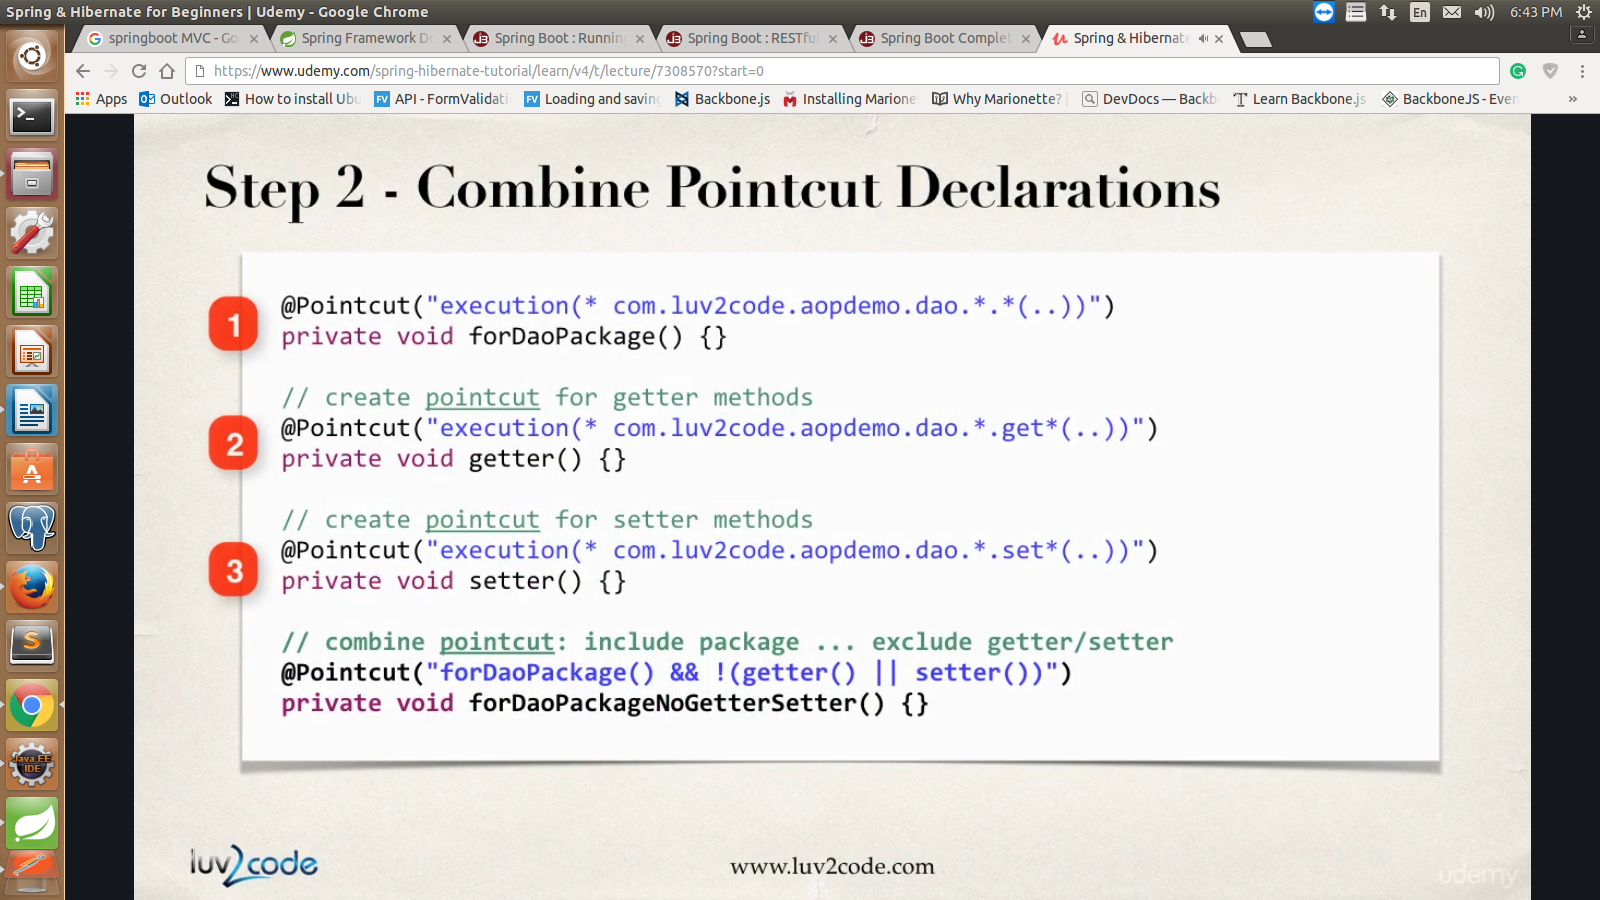 Spring & Hibernate for Beginners | Udemy - Google Chrome
En
6:43 PM
springboot MVC - Go
Spring Framework Do
Spring Boot : Runnin
Spring Boot : RESTfu
Spring Boot Complet
Spring & Hibernate
https://www.udemy.com/spring-hibernate-tutorial/learn/v4/t/lecture/7308570?start=0
Apps
Outlook
How to install Ubu
API - FormValidati
Loading and saving
Backbone.js
Installing Marione
Why Marionette?
DevDocs — Backb
Learn Backbone.js
BackboneJS - Ever
»
Step 2 - Combine Pointcut Declarations
1
@Pointcut("execution(* com.luv2code.aopdemo.dao.*.*(..))")
private void forDaoPackage() {}
// create pointcut for getter methods
2
@Pointcut("execution(* com.luv2code.aopdemo.dao.*.get*(..))")
private void getter() {}
// create pointcut for setter methods
3
@Pointcut("execution(* com.luv2code.aopdemo.dao.*.set*(..))")
private void setter() {}
// combine pointcut: include package ... exclude getter/setter
@Pointcut("forDaoPackage() && !(getter() || setter())")
private void forDaoPackageNoGetterSetter() {}
Java EE
IDE
luv2code
www.luv2code.com
udemy